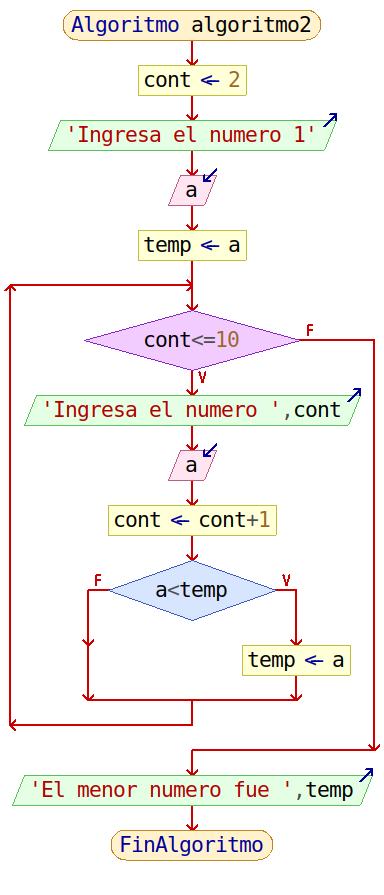 Algoritmo algoritmo2
cont ← 2
'Ingresa el numero 1'
a
temp ← a
cont<=10
F
V
'Ingresa el numero ',cont
a
cont ← cont+1
a<temp
F
V
temp ← a
'El menor numero fue ',temp
FinAlgoritmo